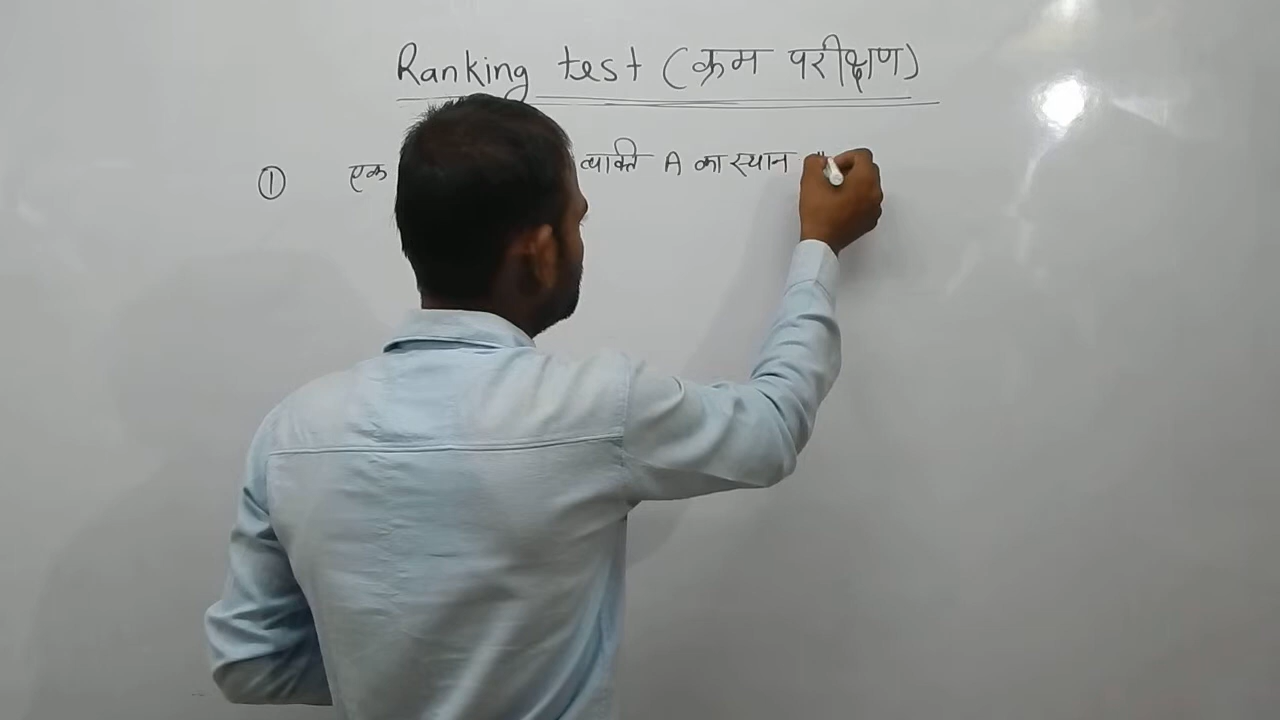 Ranking test (क्रम परीक्षण)
① एक व्यक्ति A का स्थान